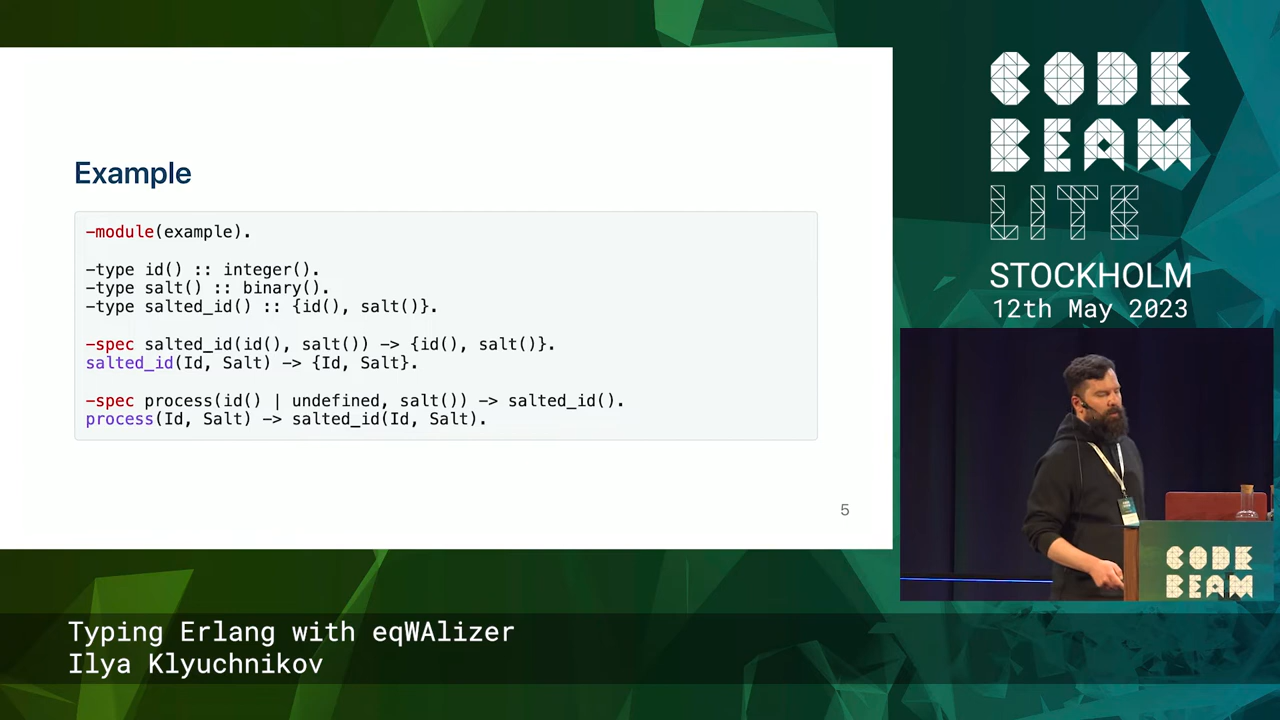 Example
-module(example).
-type id() :: integer().
-type salt() :: binary().
-type salted_id() :: {id(), salt()}.
-spec salted_id(id(), salt()) -> {id(), salt()}.
salted_id(Id, Salt) -> {Id, Salt}.
-spec process(id() | undefined, salt()) -> salted_id().
process(Id, Salt) -> salted_id(Id, Salt).
5
CODE
BEAM
LITE
STOCKHOLM
12th May 2023
CODE
BEAM
Typing Erlang with eqWAlizer
Ilya Klyuchnikov